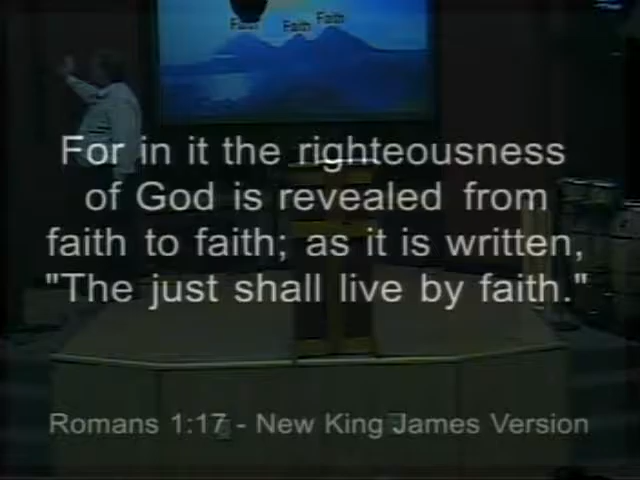 Faith Faith Faith
For in it the righteousness
of God is revealed from
faith to faith; as it is written,
"The just shall live by faith."
Romans 1:17 - New King James Version